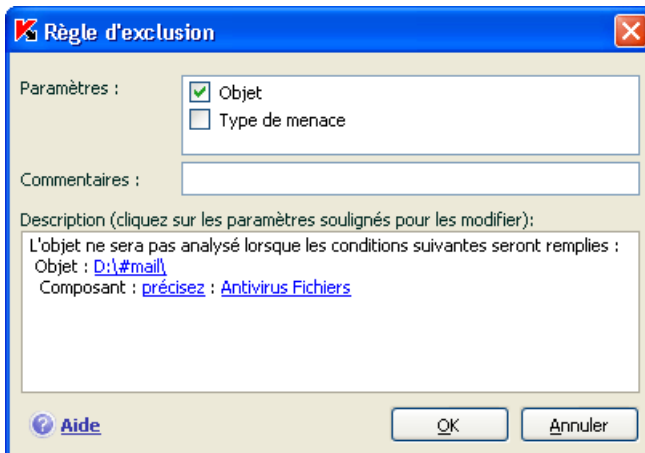 Règle d'exclusion
Paramètres :
Objet
Type de menace
Commentaires :
Description (cliquez sur les paramètres soulignés pour les modifier):
L'objet ne sera pas analysé lorsque les conditions suivantes seront remplies :
Objet : D:\#mail\
Composant : précisez : Antivirus Fichiers
Aide
OK
Annuler